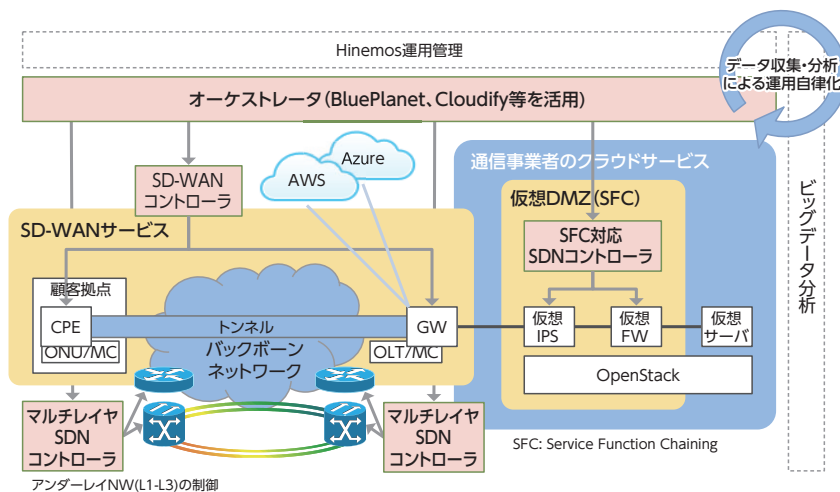 Hinemos運用管理
データ収集・分析
による運用自律化
オーケストレータ(BluePlanet、Cloudify等を活用)
Azure
AWS
通信事業者のクラウドサービス
SD-WAN
コントローラ
仮想DMZ(SFC)
SD-WANサービス
SFC対応
SDNコントローラ
ビッグデータ分析
顧客拠点
CPE
トンネル
GW
仮想
IPS
仮想
FW
仮想
サーバ
ONU/MC
バックボーン
ネットワーク
OLT/MC
OpenStack
マルチレイヤ
SDN
コントローラ
マルチレイヤ
SDN
コントローラ
SFC: Service Function Chaining
アンダーレイNW(L1-L3)の制御